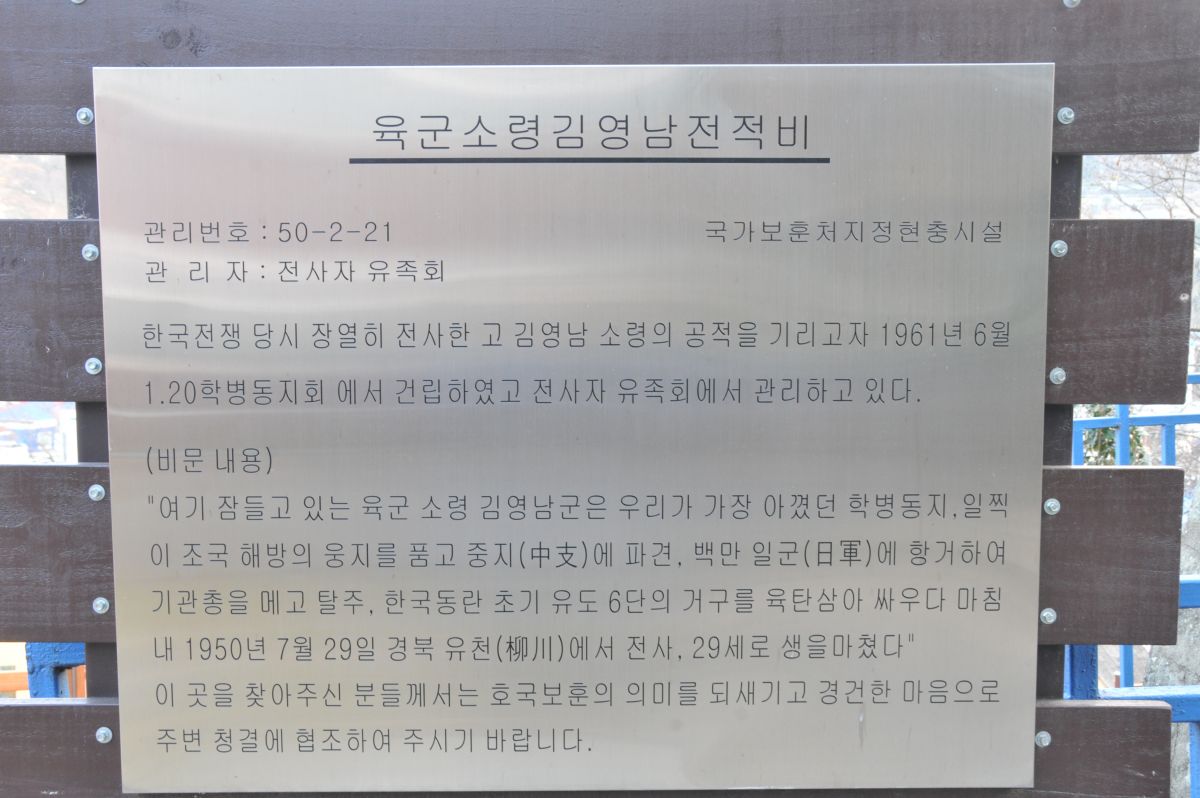 육군소령김영남전적비
관리번호 : 50-2-21 국가보훈처지정현충시설
관 리 자 : 전사자 유족회
한국전쟁 당시 장열히 전사한 고 김영남 소령의 공적을 기리고자 1961년 6월
1.20학병동지회 에서 건립하였고 전사자 유족회에서 관리하고 있다.
(비문 내용)
"여기 잠들고 있는 육군 소령 김영남군은 우리가 가장 아꼈던 학병동지,일찍
이 조국 해방의 웅지를 품고 중지(中支)에 파견, 백만 일군(日軍)에 항거하여
기관총을 메고 탈주, 한국동란 초기 유도 6단의 거구를 육탄삼아 싸우다 마침
내 1950년 7월 29일 경북 유천(柳川)에서 전사, 29세로 생을마쳤다"
이 곳을 찾아주신 분들께서는 호국보훈의 의미를 되새기고 경건한 마음으로
주변 청결에 협조하여 주시기 바랍니다.